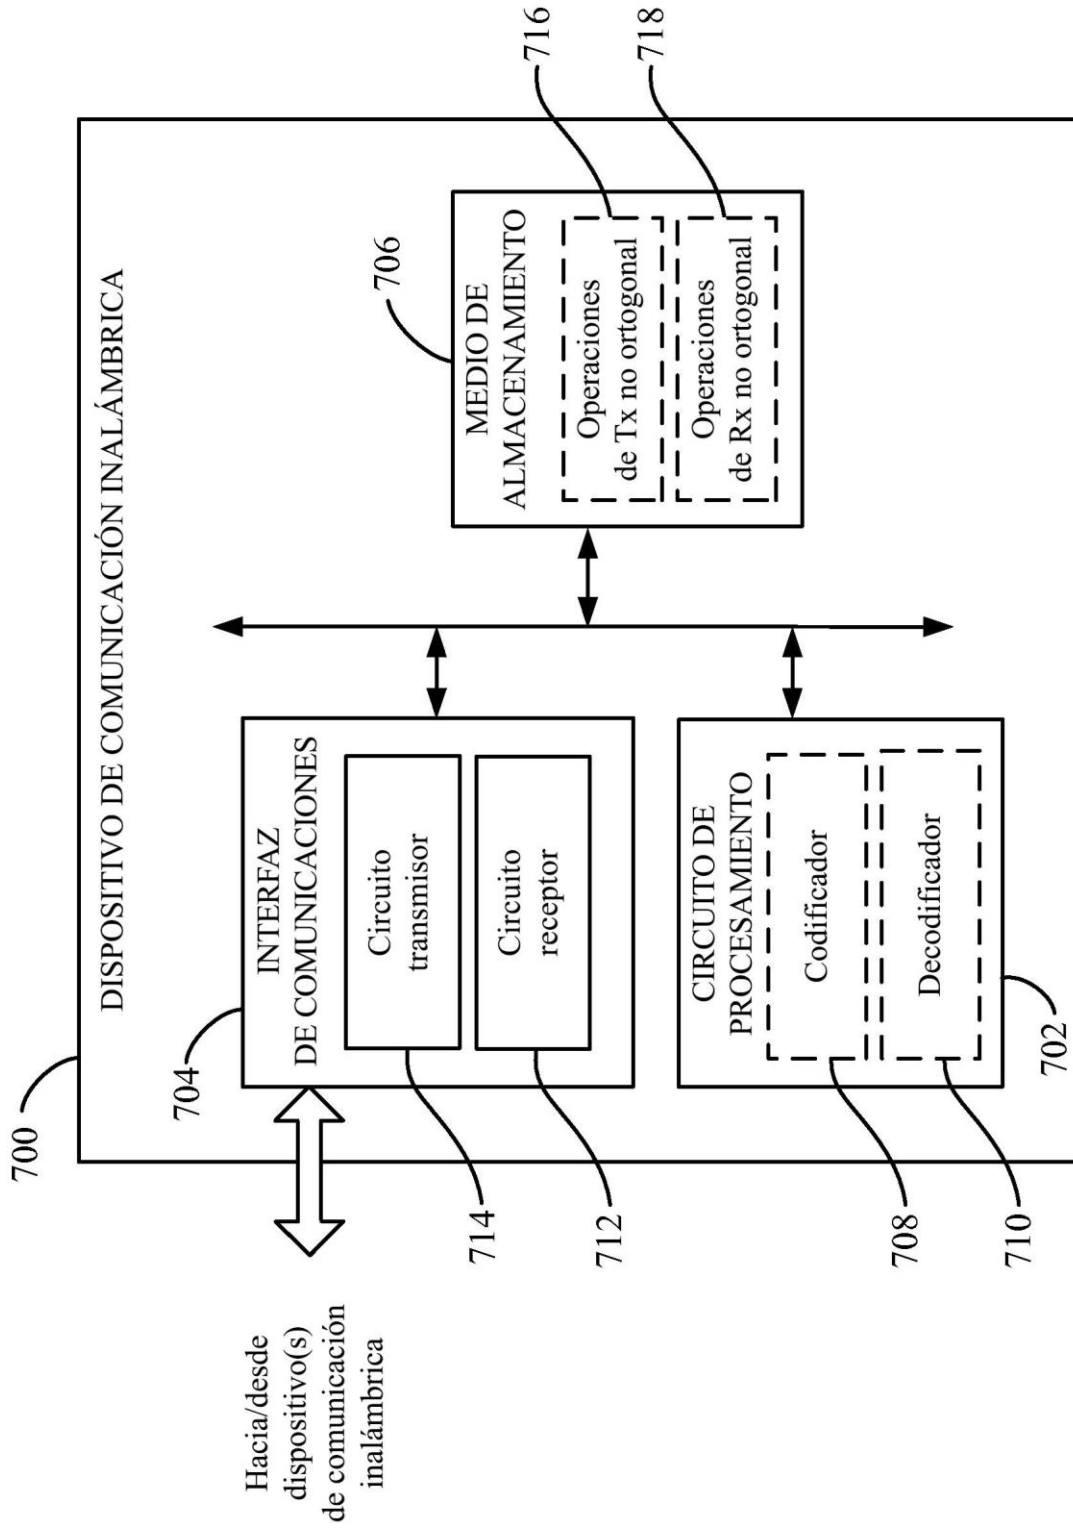 700
DISPOSITIVO DE COMUNICACIÓN INALÁMBRICA
Hacia/desde
dispositivo(s)
de comunicación
inalámbrica
704
INTERFAZ
DE COMUNICACIONES
Circuito
transmisor
714
Circuito
receptor
712
706
MEDIO DE
ALMACENAMIENTO
Operaciones
de Tx no ortogonal
716
Operaciones
de Rx no ortogonal
718
CIRCUITO DE
PROCESAMIENTO
Codificador
708
Decodificador
710
702